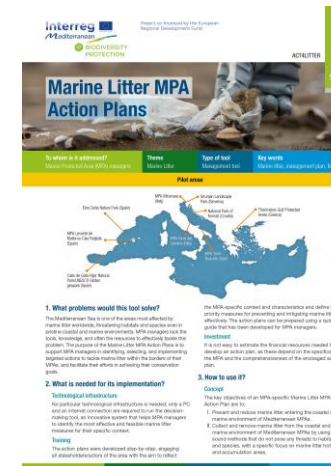 Interreg
Mediterranean
BIODIVERSITY
PROTECTION
Project co-financed by the European
Regional Development Fund
ACT4LITTER
Marine Litter MPA
Action Plans
To whom is it addressed?
Marine Protected Area (MPA) managers
Theme
Marine Litter
Type of tool
Management tool
Key words
Marine litter, management plan,
Pilot areas
1. What problems would this tool solve?
The Mediterranean Sea is one of the areas most affected by
marine litter worldwide, threatening habitats and species even in
pristine coastal and marine environments. MPA managers lack the
tools, knowledge, and often the resources to effectively tackle this
problem. The purpose of the Marine Litter MPA Action Plans is to
support MPA managers in identifying, selecting, and implementing
targeted actions to tackle marine litter within the borders of their
MPAs, and facilitate their efforts in achieving their conservation
goals.
2. What is needed for its implementation?
Technological infrastructure
No particular technological infrastructure is needed; only a PC
and an internet connection are required to run the decision-
making tool, an innovative system that helps MPA managers
to identify the most effective and feasible marine litter
measures for their specific context.
Training
The action plans were developed step-by-step, engaging
all stakeholders/actors of the area with the aim to reflect
the MPA-specific context and characteristics and define
priority measures for preventing and mitigating marine
effectively. The action plans can be prepared using a
guide that has been developed for MPA managers.
Investment
It is not easy to estimate the financial resources needed
develop an action plan, as these depend on the
the MPA and the comprehensiveness of the envisaged
plan.
3. How to use it?
Concept
The key objectives of an MPA-specific Marine Litter MPA
Action Plan are to:
I. Prevent and reduce marine litter entering the coastal
marine environment of Mediterranean MPAs.
II. Collect and remove marine litter from the coastal and
marine environment of Mediterranean MPAs by using
sound methods that do not pose any threats to
and species, with a specific focus on marine litter
and accumulation areas.